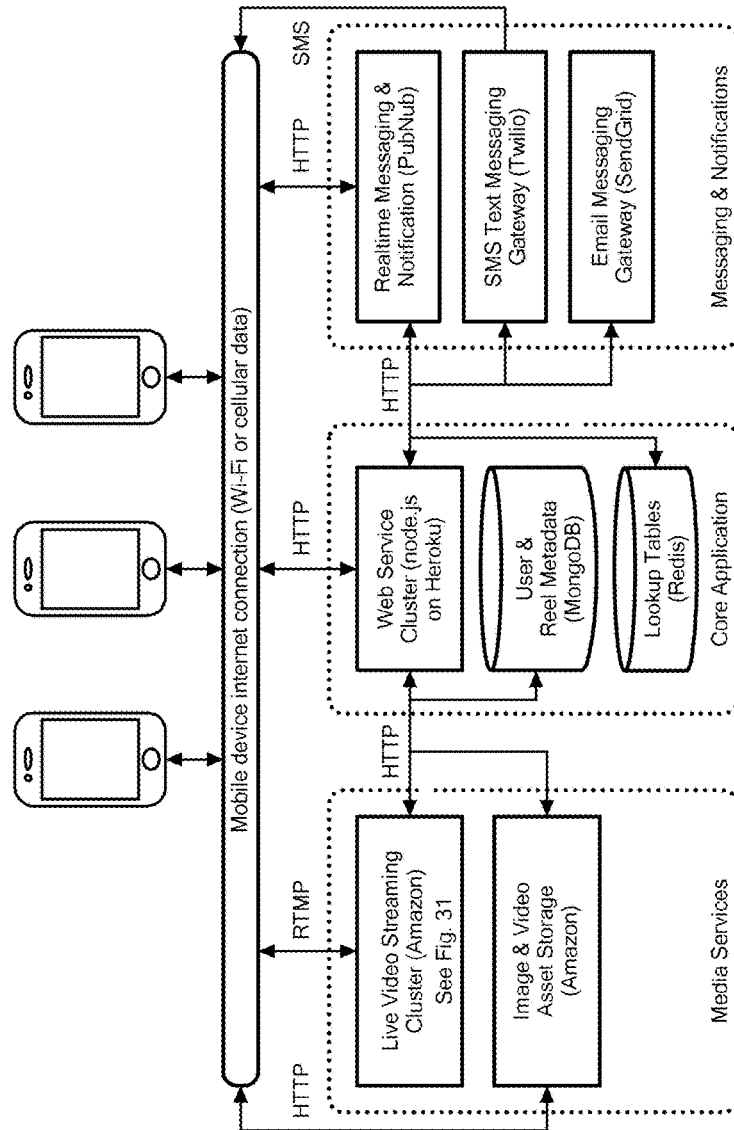 Mobile device internet connection (Wi-Fi or cellular data)
HTTP
RTMP
HTTP
HTTP
SMS
Live Video Streaming
Cluster (Amazon)
See Fig. 31
Image & Video
Asset Storage
(Amazon)
Media Services
HTTP
Web Service
Cluster (node.js
on Heroku)
User &
Reel Metadata
(MongoDB)
Lookup Tables
(Redis)
Core Application
HTTP
Realtime Messaging &
Notification (PubNub)
SMS Text Messaging
Gateway (Twilio)
Email Messaging
Gateway (SendGrid)
Messaging & Notifications